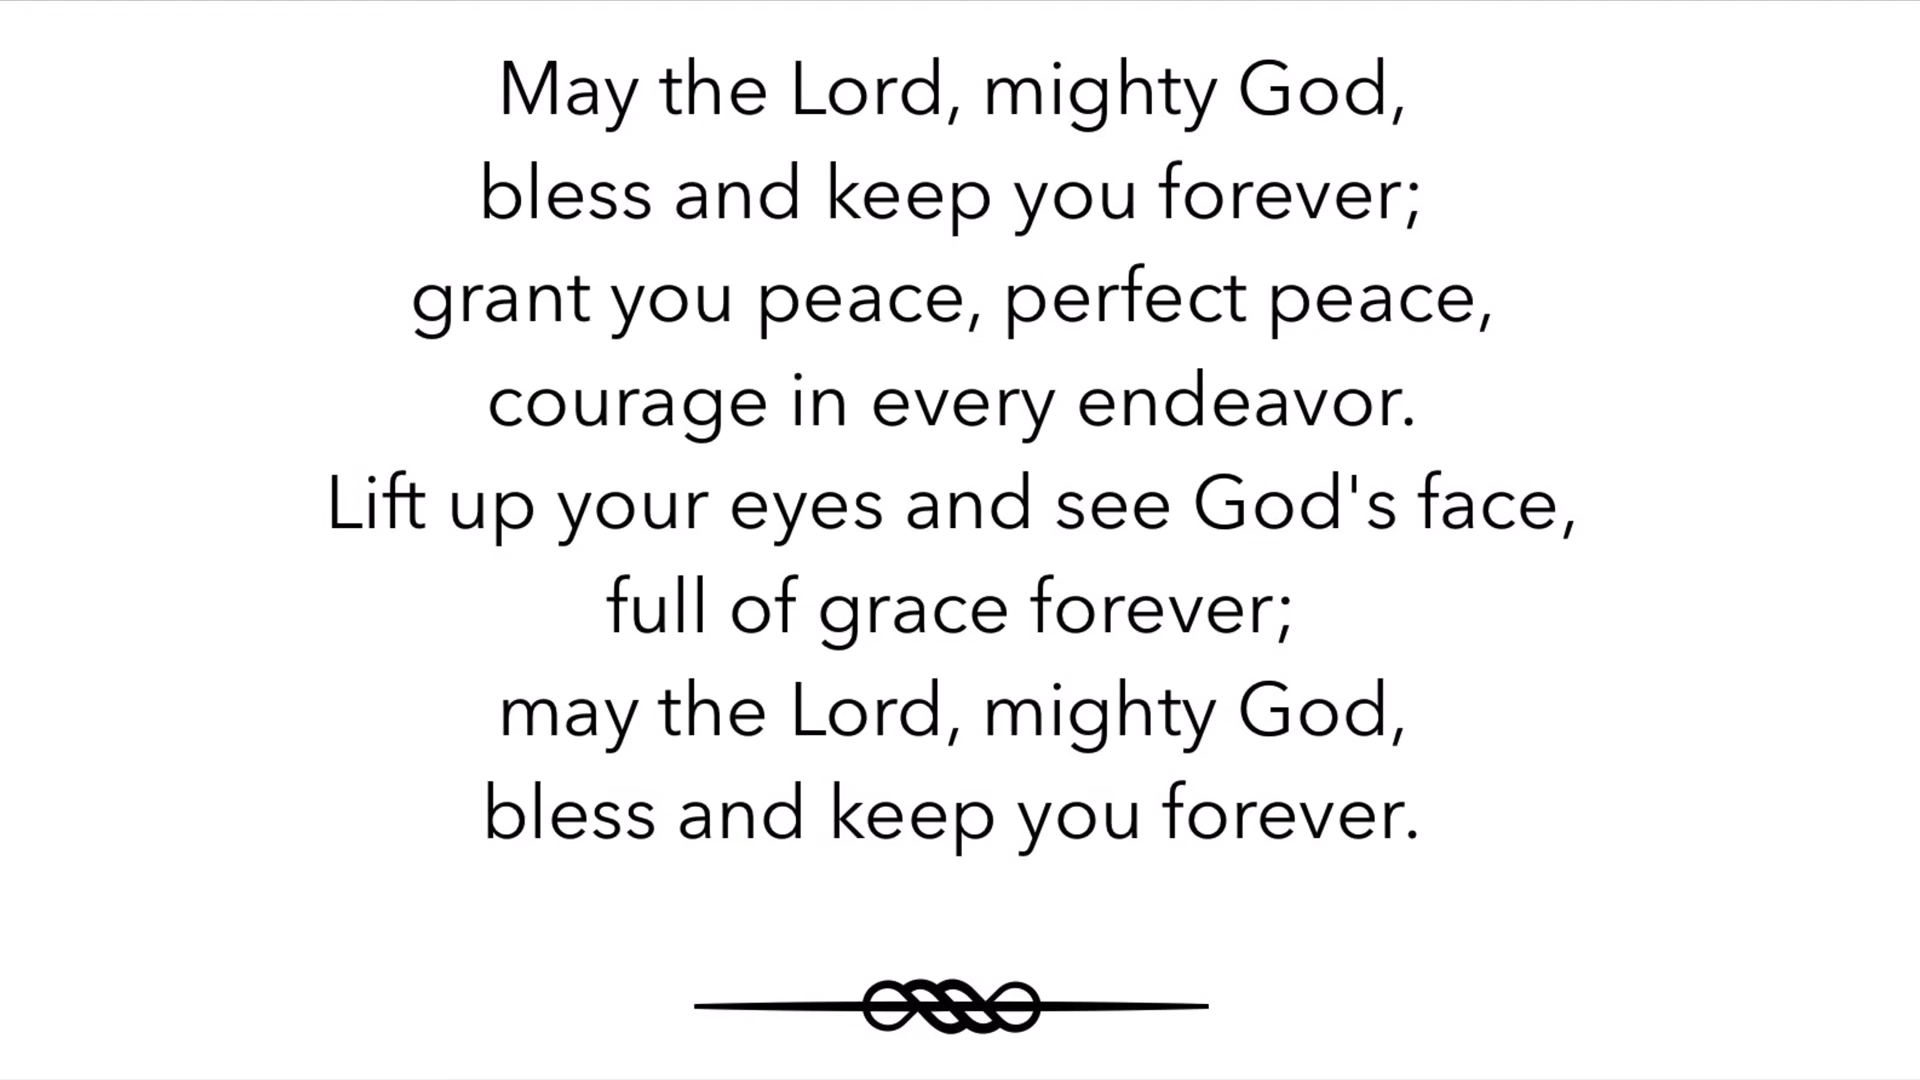 May the Lord, mighty God,
bless and keep you forever;
grant you peace, perfect peace,
courage in every endeavor.
Lift up your eyes and see God's face,
full of grace forever;
may the Lord, mighty God,
bless and keep you forever.